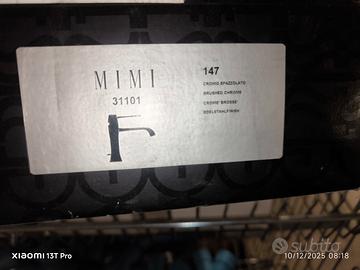 MIMI
31101
147
CROMO SPAZZOLATO
BRUSHED CHROME
CROME' BROSSE'
EDELSTAHLFINISH
subito
XIAOMI 13T Pro
10/12/2025 08:18